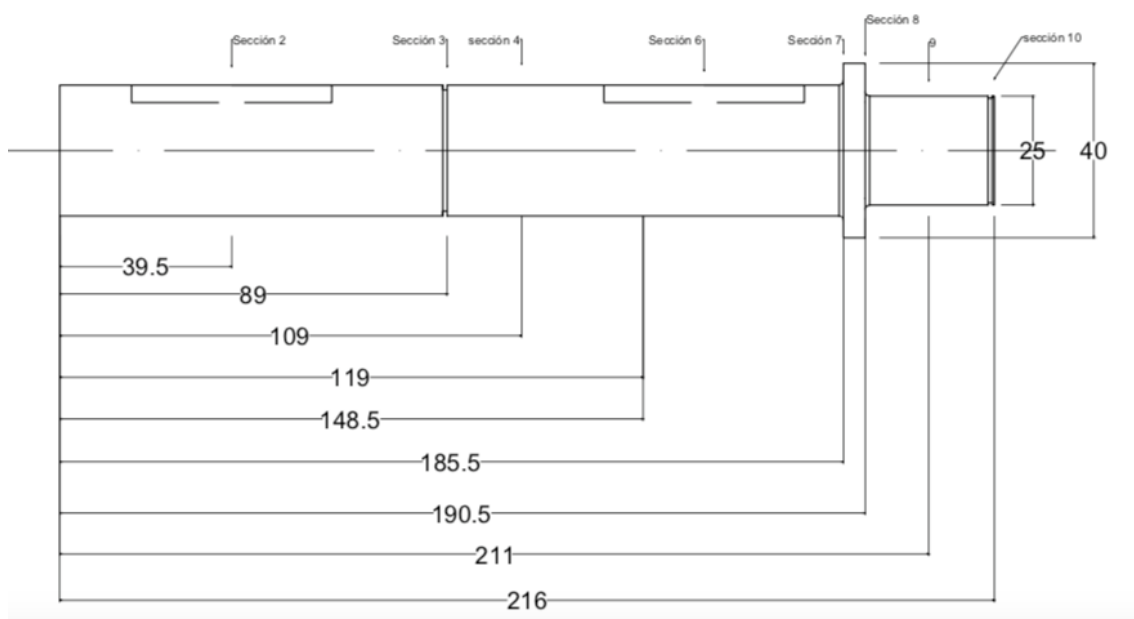 Sección 8
Sección 2
Sección 3
sección 4
Sección 6
Sección 7
9
sección 10
25
40
39.5
89
109
119
148.5
185.5
190.5
211
216